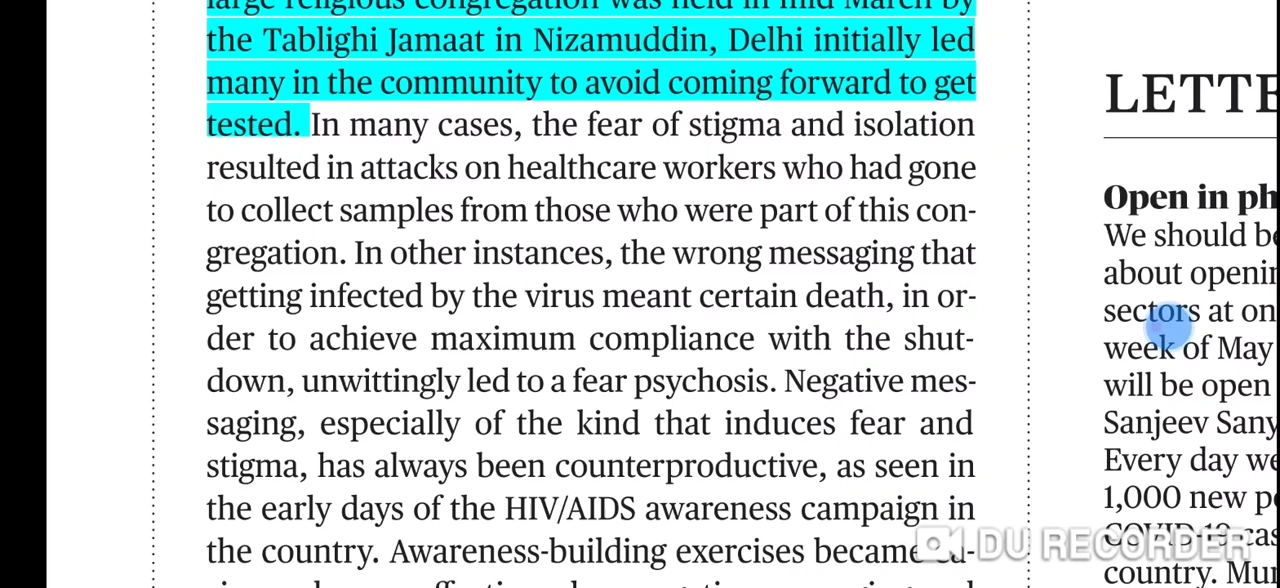 large religious congregation was held in mid March by
the Tablighi Jamaat in Nizamuddin, Delhi initially led
many in the community to avoid coming forward to get
tested. In many cases, the fear of stigma and isolation
resulted in attacks on healthcare workers who had gone
to collect samples from those who were part of this con-
gregation. In other instances, the wrong messaging that
getting infected by the virus meant certain death, in or-
der to achieve maximum compliance with the shut-
down, unwittingly led to a fear psychosis. Negative mes-
saging, especially of the kind that induces fear and
stigma, has always been counterproductive, as seen in
the early days of the HIV/AIDS awareness campaign in
the country. Awareness-building exercises became
LETTE
Open in ph
We should be
about openin
sectors at on
week of May
will be open
Sanjeev Sany
Every day we
1,000 new p
COVID-19 cas
country. Mu
DU RECORDER